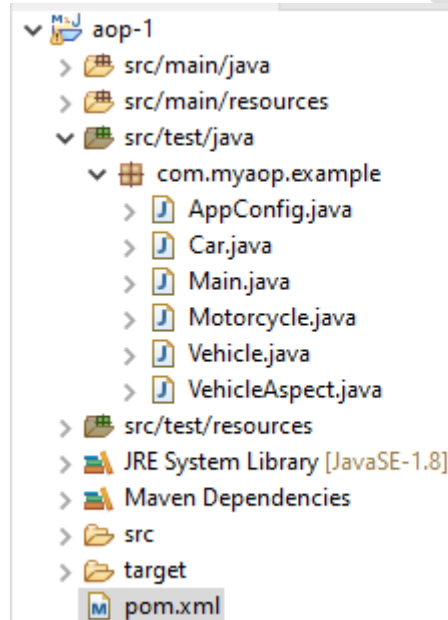 aop-1
src/main/java
src/main/resources
src/test/java
com.myaop.example
AppConfig.java
Car.java
Main.java
Motorcycle.java
Vehicle.java
VehicleAspect.java
src/test/resources
JRE System Library [JavaSE-1.8]
Maven Dependencies
src
target
pom.xml